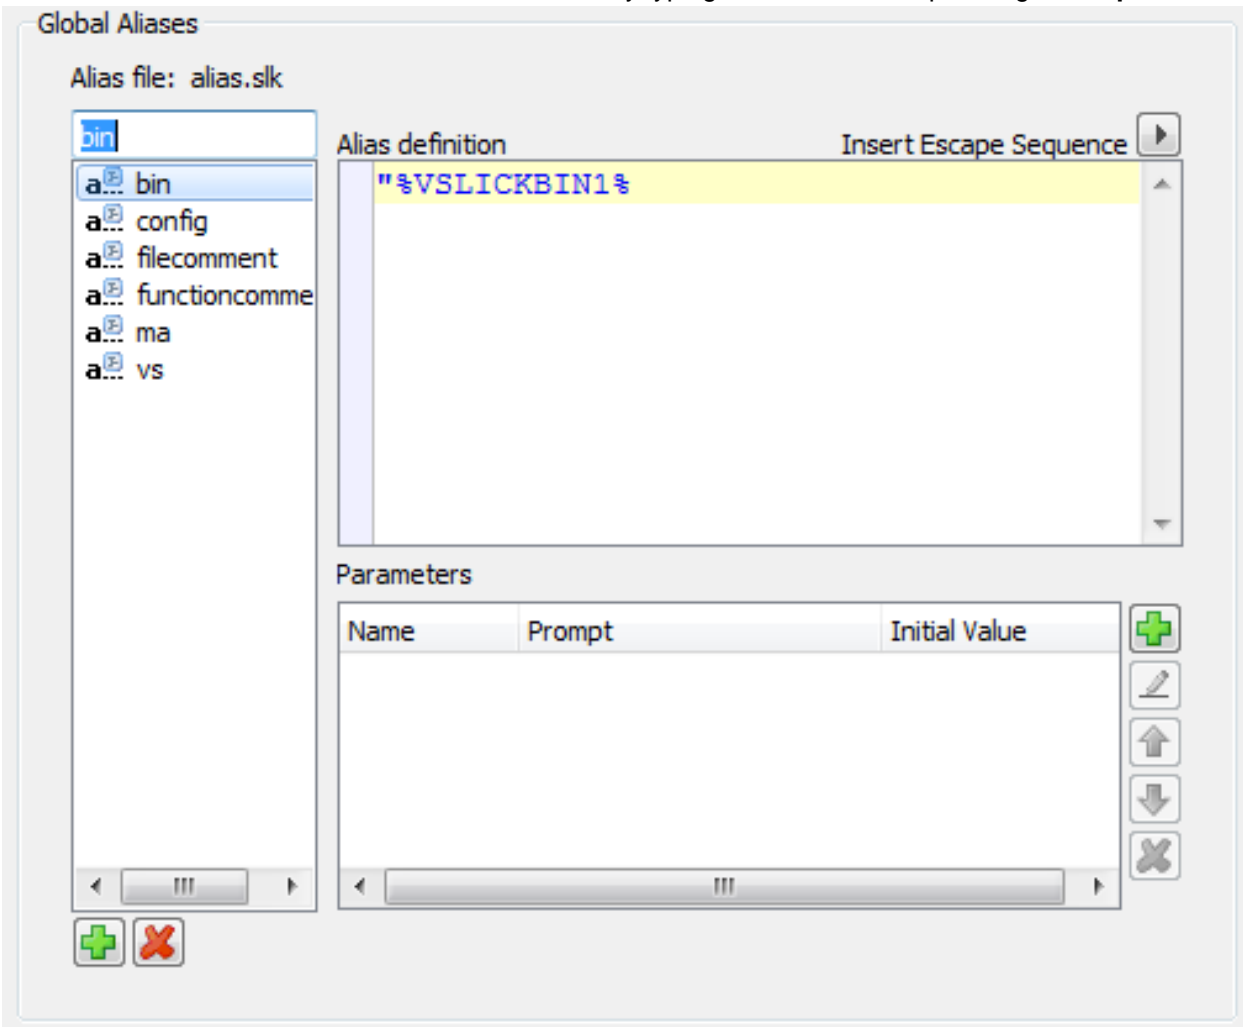 Global Aliases
Alias file: alias.slk
bin
Alias definition
Insert Escape Sequence
bin
config
filecomment
functioncomme
ma
vs
"%VSLICKBIN1%
Parameters
Name Prompt Initial Value